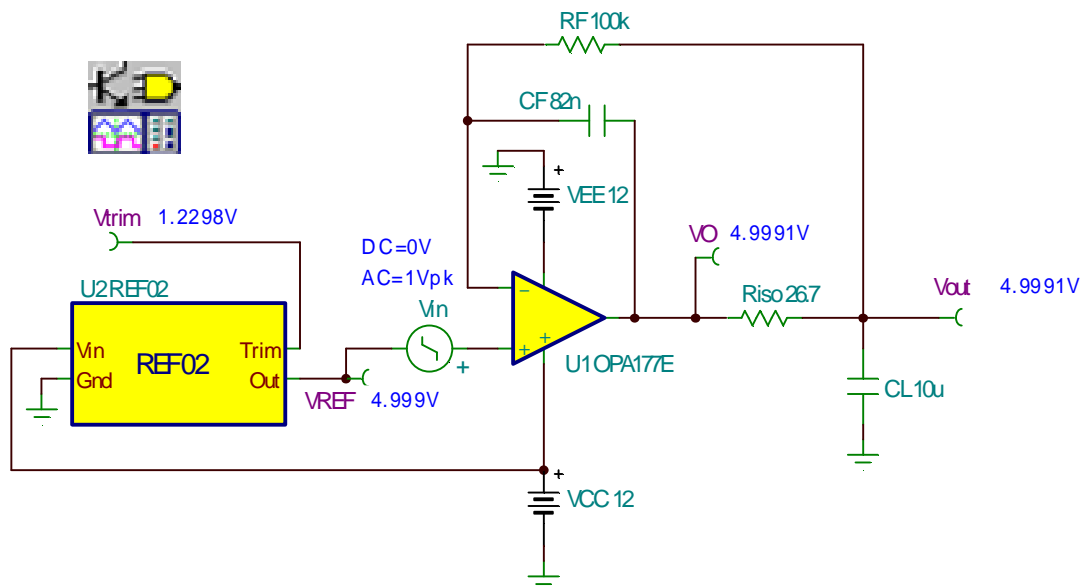 RF 100k
CF 82n
+
VEE 12
Vtrim 1.2298V
VO 4.9991V
DC=0V
AC=1Vpk
U2 REF02
Vin
Riso 26.7
Vout 4.9991V
−
+
Vin
Trim
REF02
+
+
U1 OPA177E
Gnd
Out
VREF 4.999V
CL 10u
+
VCC 12